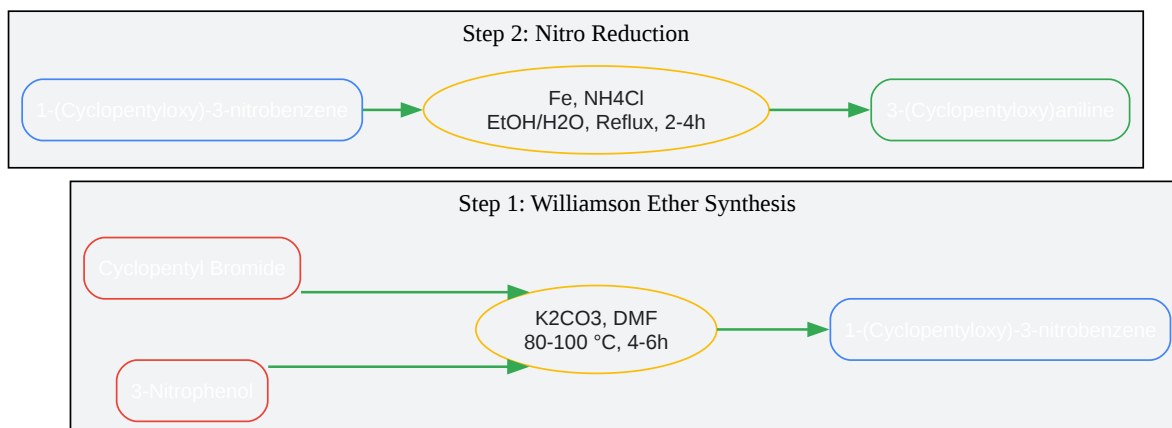 Step 2: Nitro Reduction
1-(Cyclopentyloxy)-3-nitrobenzene
Fe, NH4Cl
EtOH/H2O, Reflux, 2-4h
3-(Cyclopentyloxy)aniline
Step 1: Williamson Ether Synthesis
Cyclopentyl Bromide
3-Nitrophenol
K2CO3, DMF
80-100 °C, 4-6h
1-(Cyclopentyloxy)-3-nitrobenzene